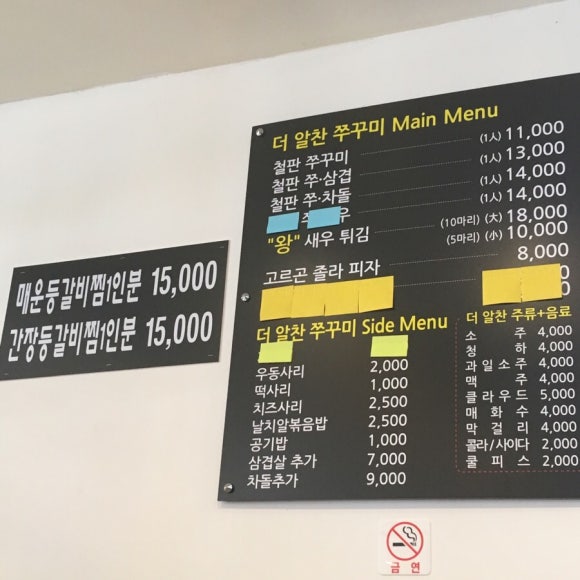 매운등갈비찜1인분 15,000
간장등갈비찜1인분 15,000
더 알찬 쭈꾸미 Main Menu
철판 쭈꾸미 (1人) 11,000
철판 쭈·삼겹 (1人) 13,000
철판 쭈·차돌 (1人) 14,000
우 (1人) 14,000
"왕" 새우 튀김 (10마리) (大) 18,000
(5마리) (小) 10,000
고르곤 졸라 피자 8,000
더 알찬 쭈꾸미 Side Menu
우동사리 2,000
떡사리 1,000
치즈사리 2,500
날치알볶음밥 2,500
공기밥 1,000
삼겹살 추가 7,000
차돌추가 9,000
더 알찬 주류+음료
소 주 4,000
청 하 4,000
과일소주 4,000
맥 주 4,000
클라우드 5,000
매 화 수 4,000
막 걸 리 4,000
콜라/사이다 2,000
쿨 피 스 2,000
금 연